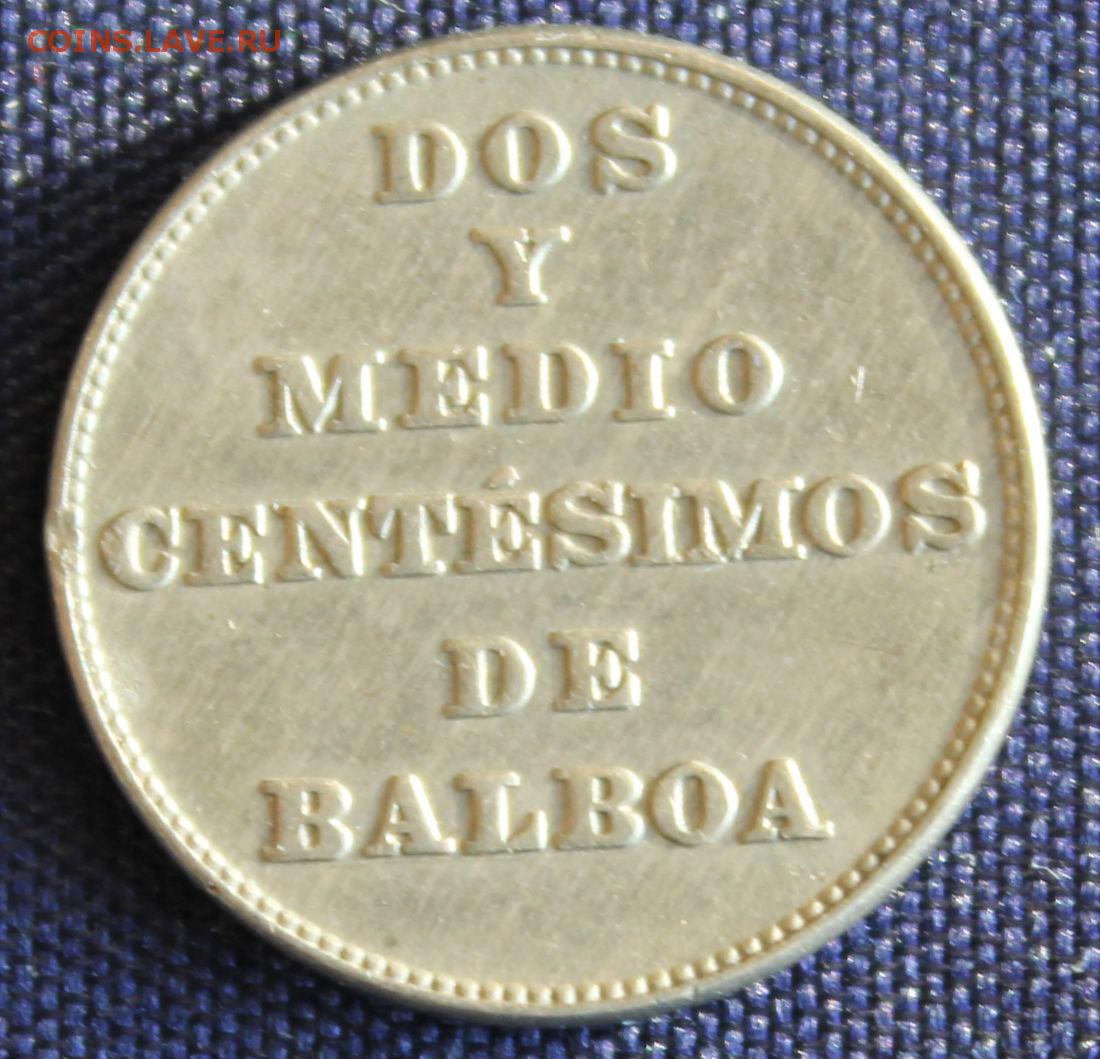 COINS.LAVE.RU
DOS
Y
MEDIO
CENTÉSIMOS
DE
BALBOA